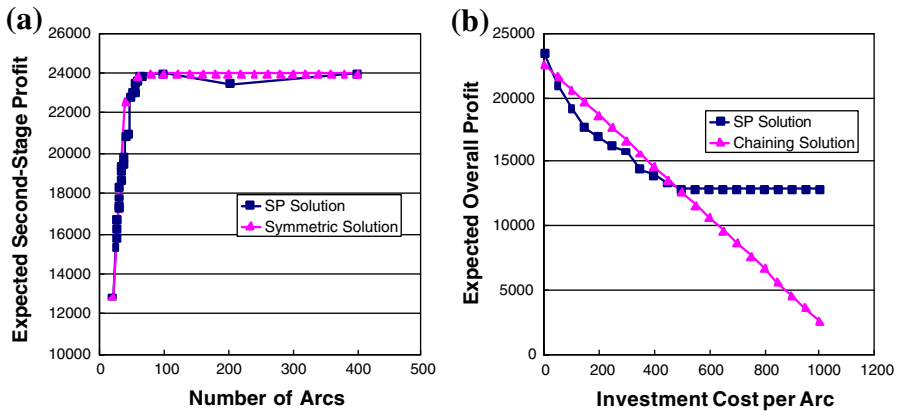 (a)
26000
24000
22000
20000
18000
16000
14000
12000
10000
0
100
200
300
400
500
Expected Second-Stage Profit
Number of Arcs
SP Solution
Symmetric Solution
(b)
25000
20000
15000
10000
5000
0
0
200
400
600
800
1000
1200
Expected Overall Profit
Investment Cost per Arc
SP Solution
Chaining Solution